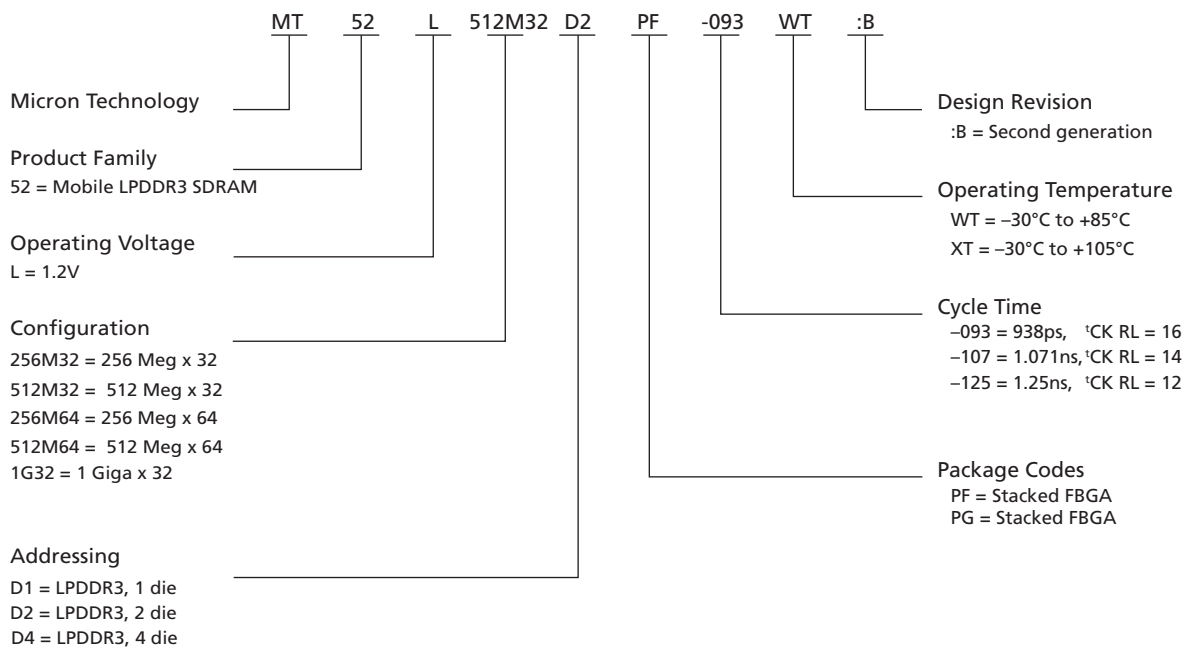 MT 52 L 512M32 D2 PF -093 WT :B
Micron Technology
Product Family
52 = Mobile LPDDR3 SDRAM
Operating Voltage
L = 1.2V
Configuration
256M32 = 256 Meg x 32
512M32 = 512 Meg x 32
256M64 = 256 Meg x 64
512M64 = 512 Meg x 64
1G32 = 1 Giga x 32
Addressing
D1 = LPDDR3, 1 die
D2 = LPDDR3, 2 die
D4 = LPDDR3, 4 die
Design Revision
:B = Second generation
Operating Temperature
WT = –30°C to +85°C
XT = –30°C to +105°C
Cycle Time
–093 = 938ps, ᵗCK RL = 16
–107 = 1.071ns, ᵗCK RL = 14
–125 = 1.25ns, ᵗCK RL = 12
Package Codes
PF = Stacked FBGA
PG = Stacked FBGA